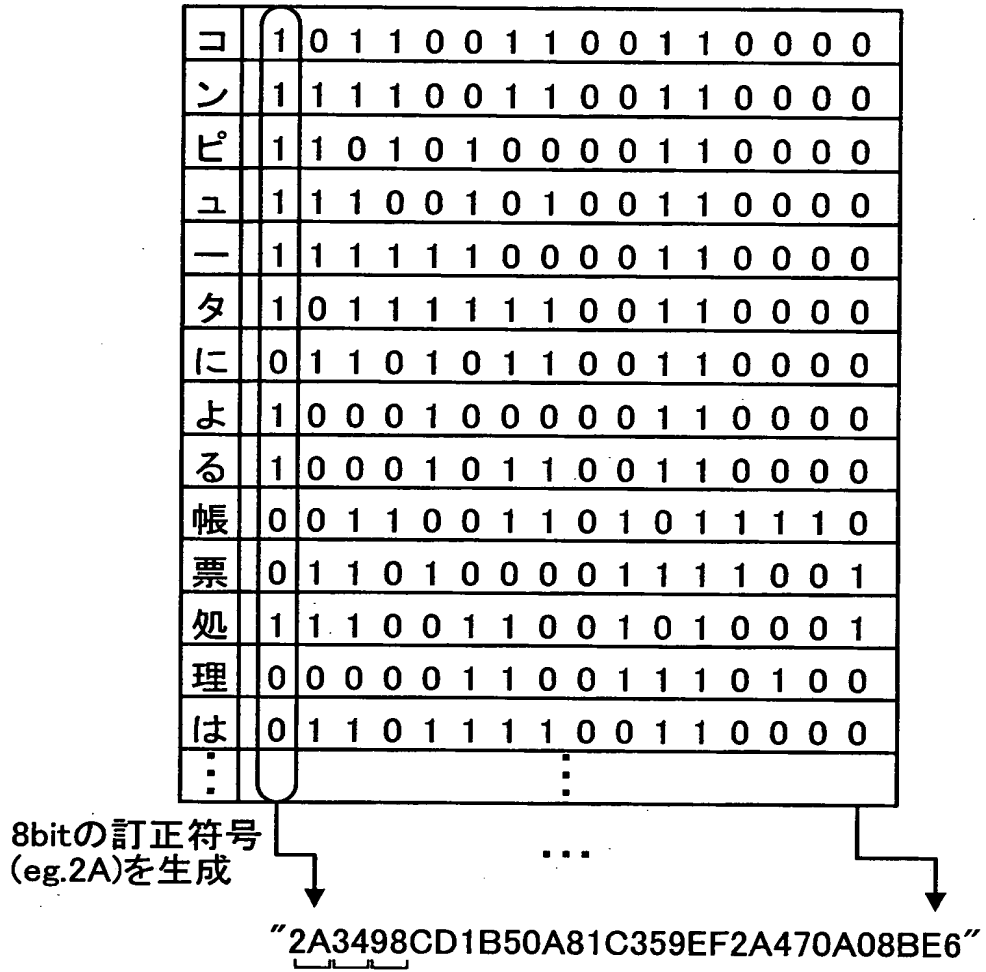 コ 1 0 1 1 0 0 1 1 0 0 1 1 0 0 0 0
ン 1 1 1 1 0 0 1 1 0 0 1 1 0 0 0 0
ピ 1 1 0 1 0 1 0 0 0 0 1 1 0 0 0 0
ュ 1 1 1 0 0 1 0 1 0 0 1 1 0 0 0 0
ー 1 1 1 1 1 1 0 0 0 0 1 1 0 0 0 0
タ 1 0 1 1 1 1 1 1 0 0 1 1 0 0 0 0
に 0 1 1 0 1 0 1 1 0 0 1 1 0 0 0 0
よ 1 0 0 0 1 0 0 0 0 0 1 1 0 0 0 0
る 1 0 0 0 1 0 1 1 0 0 1 1 0 0 0 0
帳 0 0 1 1 0 0 1 1 0 1 0 1 1 1 1 0
票 0 1 1 0 1 0 0 0 0 1 1 1 1 0 0 1
処 1 1 1 0 0 1 1 0 0 1 0 1 0 0 0 1
理 0 0 0 0 0 1 1 0 0 1 1 1 0 1 0 0
は 0 1 1 0 1 1 1 1 0 0 1 1 0 0 0 0
⋮ ⋮
8bitの訂正符号
(eg.2A)を生成
...
"2A3498CD1B50A81C359EF2A470A08BE6"